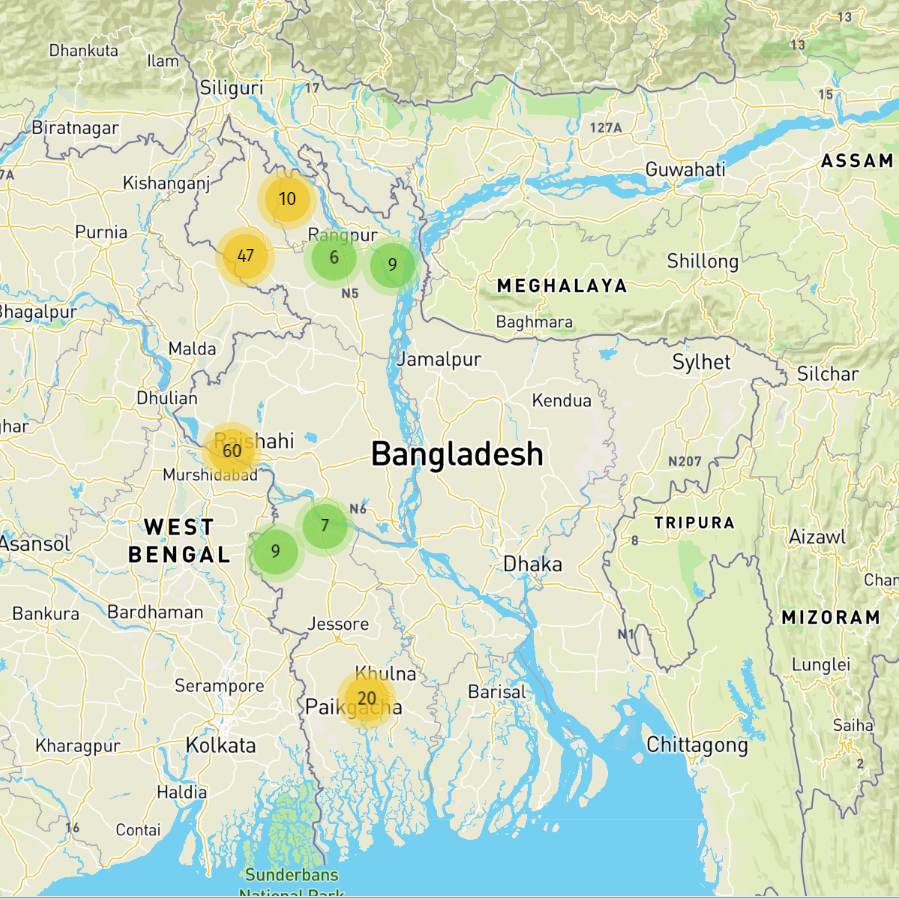 13
Dhankuta
13
Ilam
Siliguri
17
15
Biratnagar
127A
ASSAM
Guwahati
7A
Kishanganj
10
Purnia
Rangpur
47
6
9
Shillong
MEGHALAYA
N5
Bhagalpur
Baghmara
Malda
Jamalpur
Sylhet
Silchar
Dhulian
Kendua
har
Rajshahi
60
Bangladesh
Murshidabad
N207
N6
WEST
BENGAL
7
TRIPURA
8
Aizawl
Asansol
9
Dhaka
Cham
Bankura
Bardhaman
MIZORAM
Jessore
N1
Lunglei
Khulna
Serampore
20
Barisal
Paikgacha
Saiha
Kharagpur
Kolkata
Chittagong
2
Haldia
16
Contai
Sunderbans
National Park